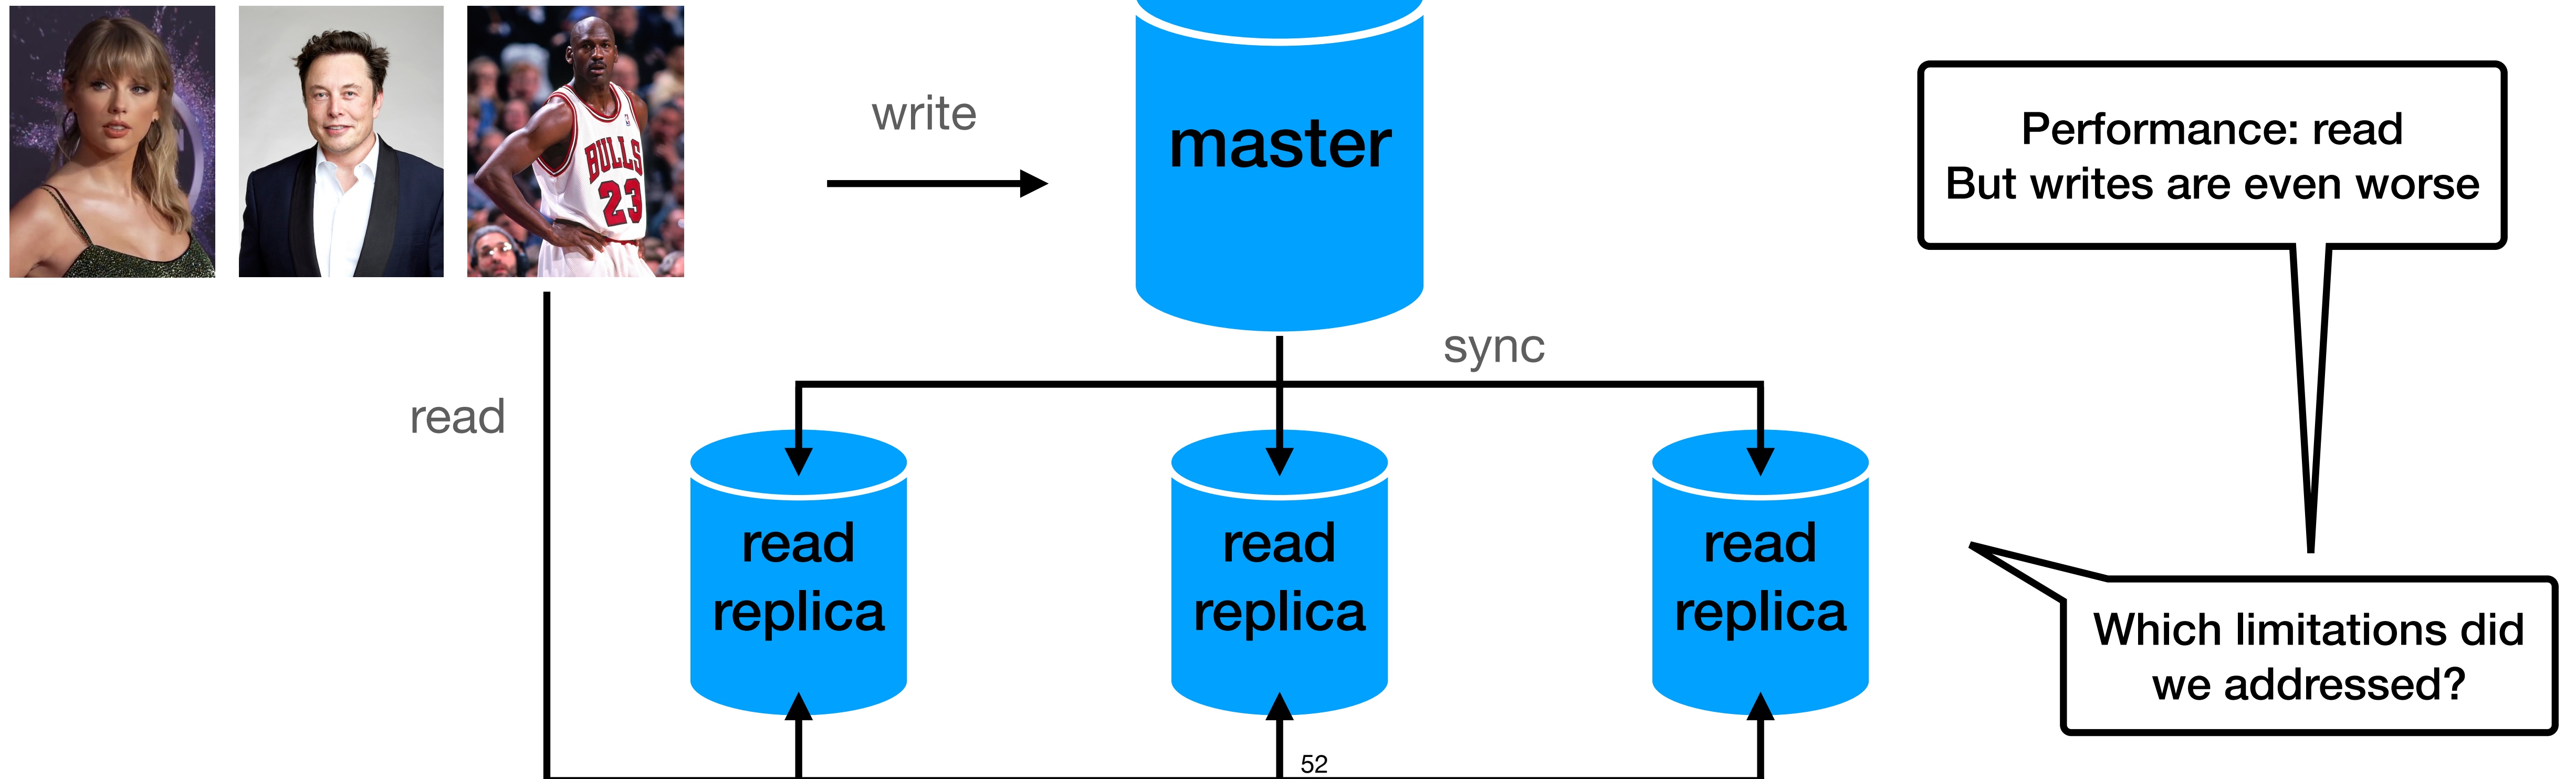 BULLS
23
write
master
Performance: read
But writes are even worse
sync
read
read
replica
read
replica
read
replica
Which limitations did
we addressed?
52